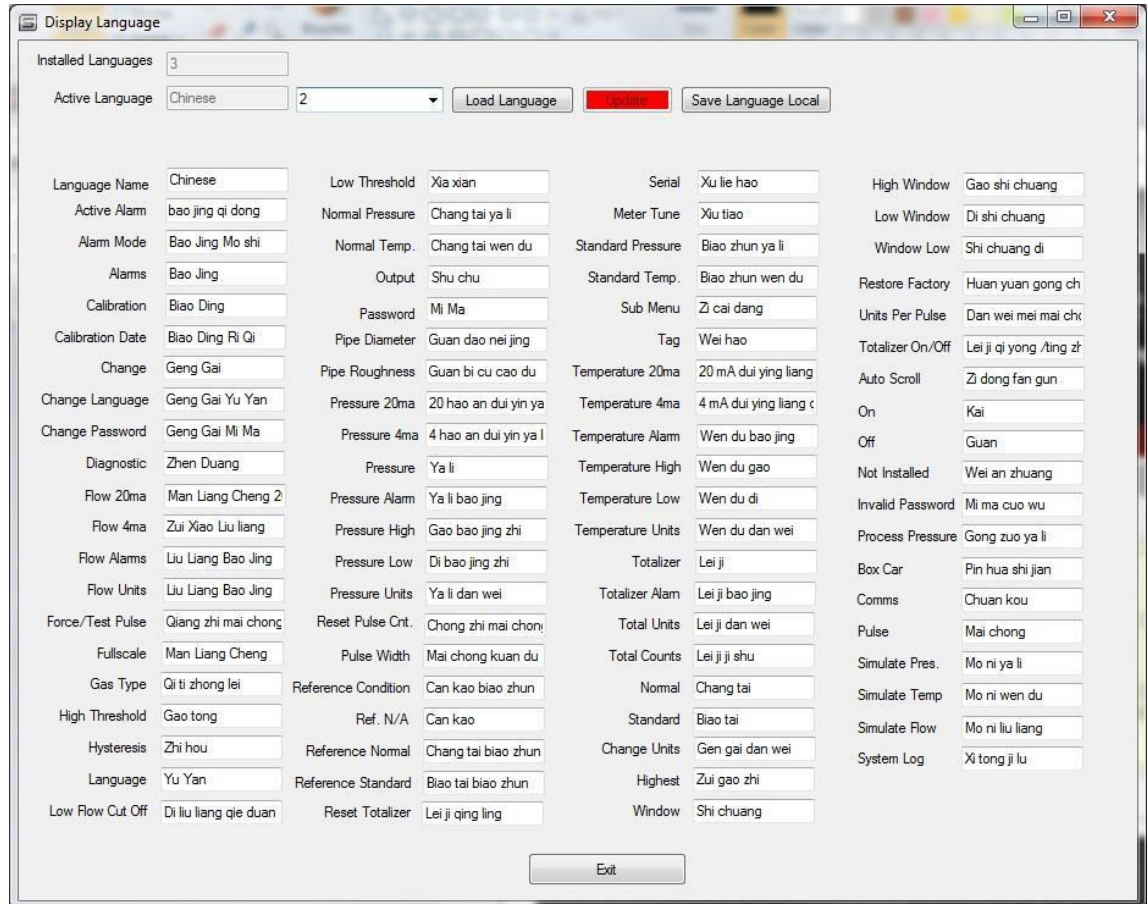 Display Language
Installed Languages 3
Active Language Chinese 2 Load Language Update Save Language Local
Language Name Chinese
Active Alarm bao jing qi dong
Alarm Mode Bao Jing Mo shi
Alarms Bao Jing
Calibration Biao Ding
Calibration Date Biao Ding Ri Qi
Change Geng Gai
Change Language Geng Gai Yu Yan
Change Password Geng Gai Mi Ma
Diagnostic Zhen Duang
Flow 20ma Man Liang Cheng 2
Flow 4ma Zui Xiao Liu liang
Flow Alarms Liu Liang Bao Jing
Flow Units Liu Liang Bao Jing
Force/Test Pulse Qiang zhi mai chong
Fullscale Man Liang Cheng
Gas Type Qi ti zhong lei
High Threshold Gao tong
Hysteresis Zhi hou
Language Yu Yan
Low Flow Cut Off Di liu liang qie duan
Low Threshold Xia xian
Normal Pressure Chang tai ya li
Normal Temp. Chang tai wen du
Output Shu chu
Password Mi Ma
Pipe Diameter Guan dao nei jing
Pipe Roughness Guan bi cu cao du
Pressure 20ma 20 hao an dui yin ya
Pressure 4ma 4 hao an dui yin ya l
Pressure Ya li
Pressure Alarm Ya li bao jing
Pressure High Gao bao jing zhi
Pressure Low Di bao jing zhi
Pressure Units Ya li dan wei
Reset Pulse Cnt. Chong zhi mai chong
Pulse Width Mai chong kuan du
Reference Condition Can kao biao zhun
Ref. N/A Can kao
Reference Normal Chang tai biao zhun
Reference Standard Biao tai biao zhun
Reset Totalizer Lei ji qing ling
Serial Xu lie hao
Meter Tune Xiu tiao
Standard Pressure Biao zhun ya li
Standard Temp. Biao zhun wen du
Sub Menu Zi cai dang
Tag Wei hao
Temperature 20ma 20 mA dui ying liang
Temperature 4ma 4 mA dui ying liang c
Temperature Alarm Wen du bao jing
Temperature High Wen du gao
Temperature Low Wen du di
Temperature Units Wen du dan wei
Totalizer Lei ji
Totalizer Alam Lei ji bao jing
Total Units Lei ji dan wei
Total Counts Lei ji ji shu
Normal Chang tai
Standard Biao tai
Change Units Gen gai dan wei
Highest Zui gao zhi
Window Shi chuang
High Window Gao shi chuang
Low Window Di shi chuang
Window Low Shi chuang di
Restore Factory Huan yuan gong ch
Units Per Pulse Dan wei mei mai cho
Totalizer On/Off Lei ji qi yong /ting zh
Auto Scroll Zi dong fan gun
On Kai
Off Guan
Not Installed Wei an zhuang
Invalid Password Mi ma cuo wu
Process Pressure Gong zuo ya li
Box Car Pin hua shi jian
Comms Chuan kou
Pulse Mai chong
Simulate Pres. Mo ni ya li
Simulate Temp Mo ni wen du
Simulate Flow Mo ni liu liang
System Log Xi tong ji lu
Exit